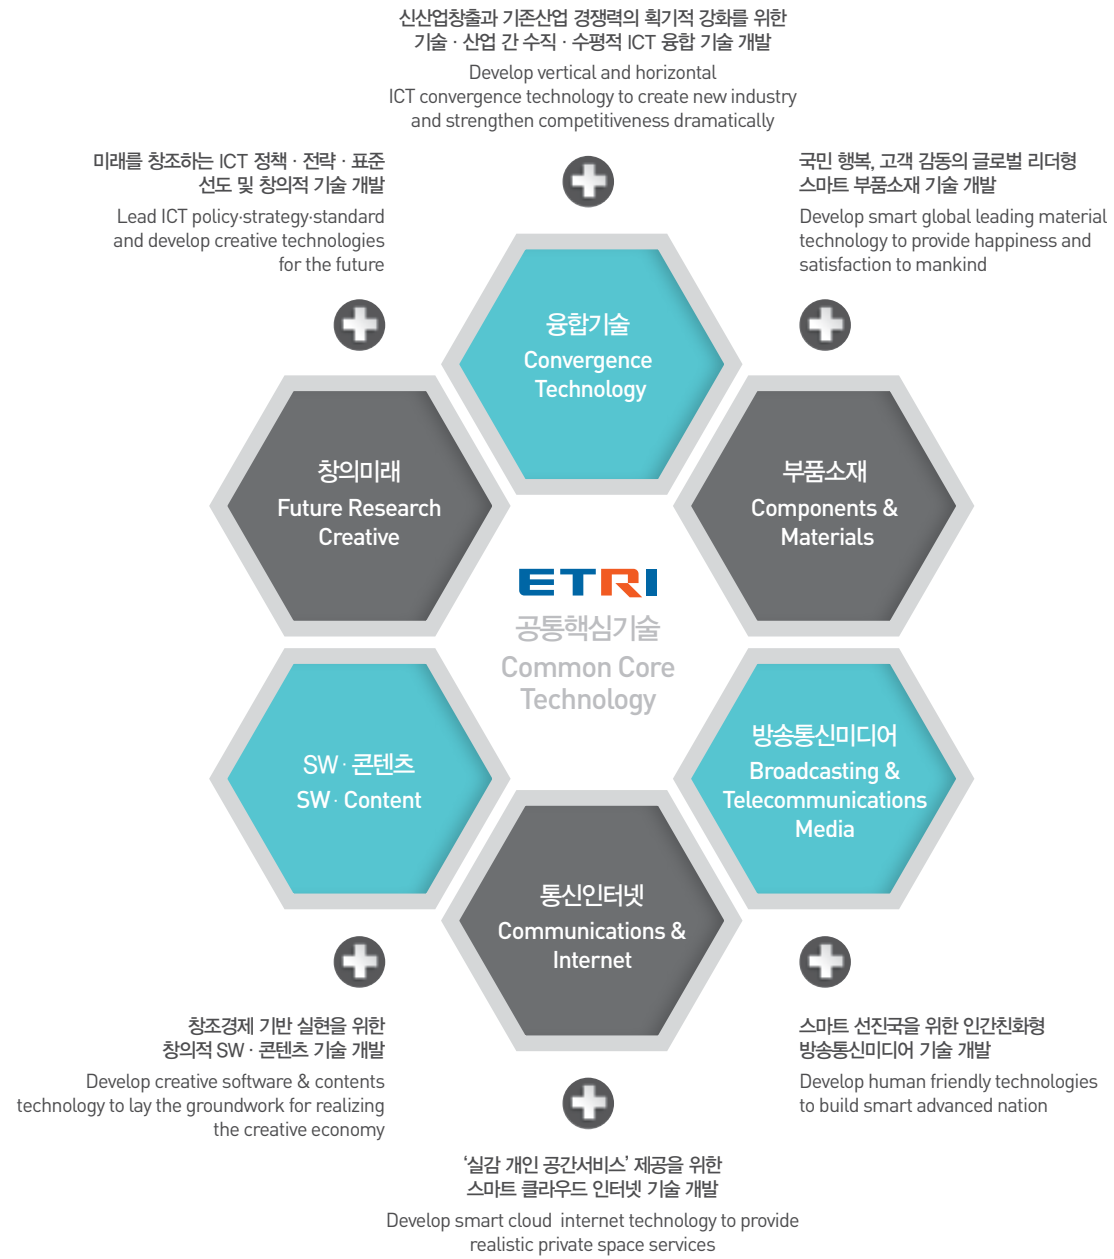 신산업창출과 기존산업 경쟁력의 획기적 강화를 위한
기술 · 산업 간 수직 · 수평적 ICT 융합 기술 개발
Develop vertical and horizontal
ICT convergence technology to create new industry
and strengthen competitiveness dramatically
미래를 창조하는 ICT 정책 · 전략 · 표준
선도 및 창의적 기술 개발
Lead ICT policy·strategy·standard
and develop creative technologies
for the future
국민 행복, 고객 감동의 글로벌 리더형
스마트 부품소재 기술 개발
Develop smart global leading material
technology to provide happiness and
satisfaction to mankind
융합기술
Convergence
Technology
창의미래
Future Research
Creative
부품소재
Components &
Materials
ETRI
공통핵심기술
Common Core
Technology
SW · 콘텐츠
SW · Content
방송통신미디어
Broadcasting &
Telecommunications
Media
통신인터넷
Communications &
Internet
창조경제 기반 실현을 위한
창의적 SW · 콘텐츠 기술 개발
Develop creative software & contents
technology to lay the groundwork for realizing
the creative economy
스마트 선진국을 위한 인간친화형
방송통신미디어 기술 개발
Develop human friendly technologies
to build smart advanced nation
‘실감 개인 공간서비스’ 제공을 위한
스마트 클라우드 인터넷 기술 개발
Develop smart cloud internet technology to provide
realistic private space services